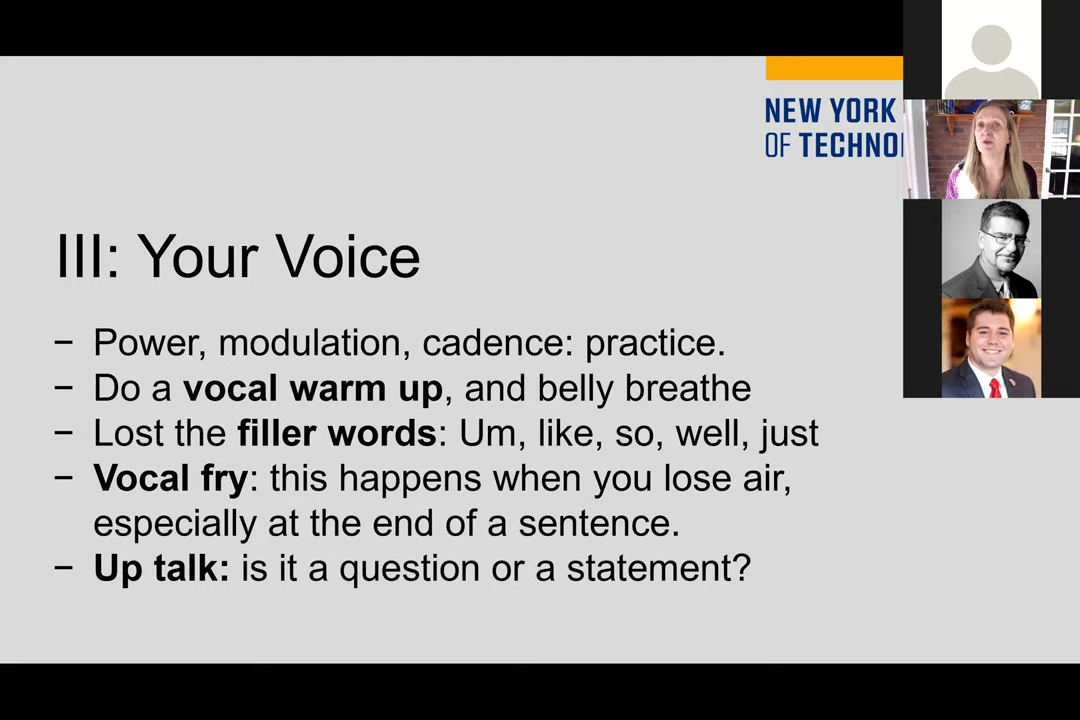 NEW YORK
OF TECHNO
III: Your Voice
– Power, modulation, cadence: practice.
– Do a vocal warm up, and belly breathe
– Lost the filler words: Um, like, so, well, just
– Vocal fry: this happens when you lose air,
especially at the end of a sentence.
– Up talk: is it a question or a statement?